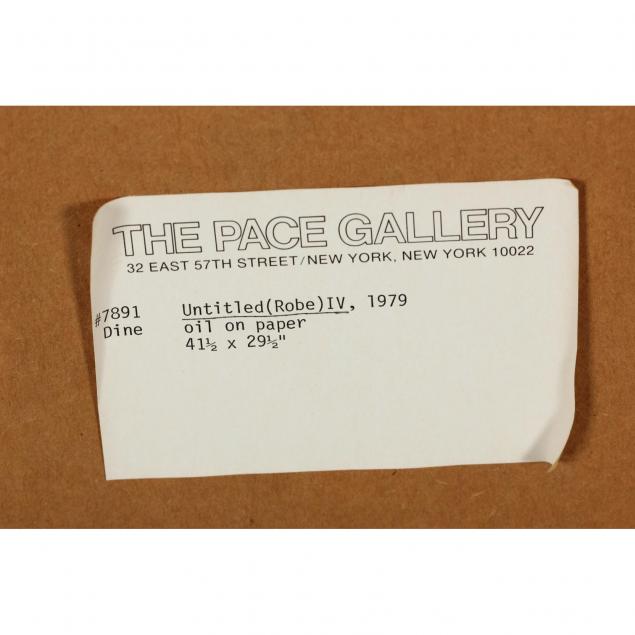 THE PACE GALLERY
32 EAST 57TH STREET/NEW YORK, NEW YORK 10022
#7891 Untitled(Robe)IV, 1979
Dine oil on paper
41½ x 29½"